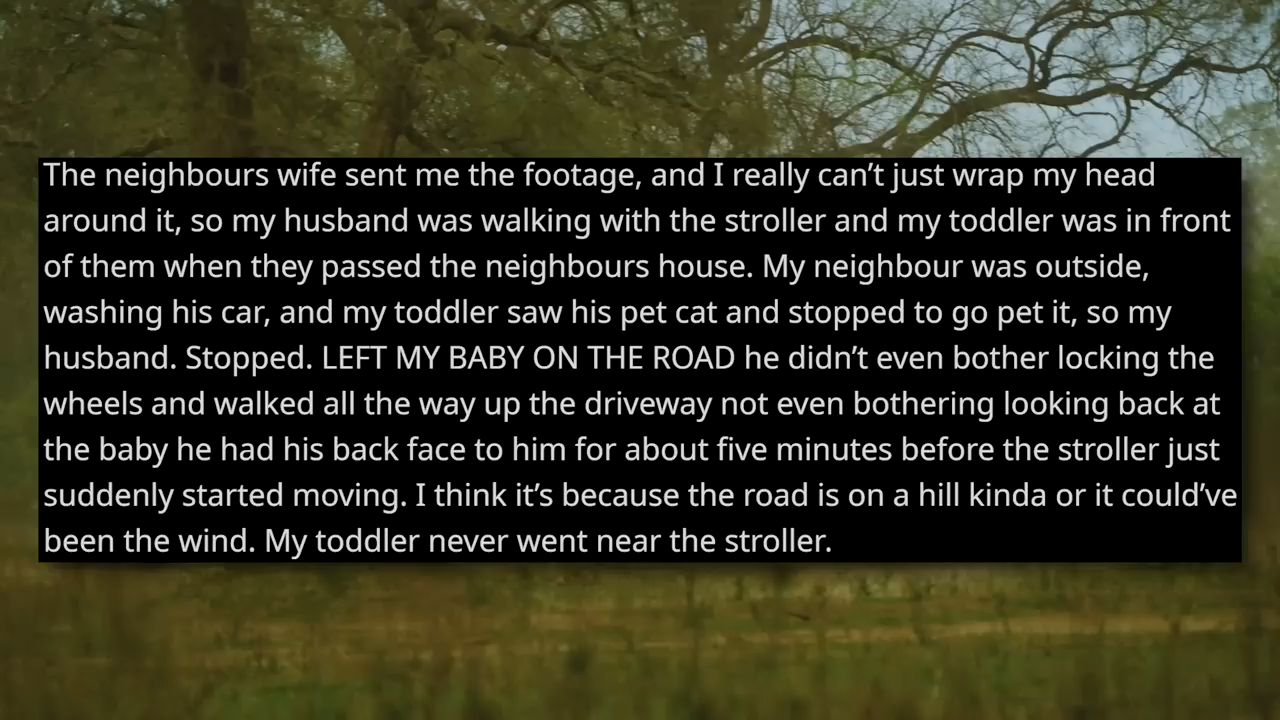 The neighbours wife sent me the footage, and I really can’t just wrap my head
around it, so my husband was walking with the stroller and my toddler was in front
of them when they passed the neighbours house. My neighbour was outside,
washing his car, and my toddler saw his pet cat and stopped to go pet it, so my
husband. Stopped. LEFT MY BABY ON THE ROAD he didn’t even bother locking the
wheels and walked all the way up the driveway not even bothering looking back at
the baby he had his back face to him for about five minutes before the stroller just
suddenly started moving. I think it’s because the road is on a hill kinda or it could’ve
been the wind. My toddler never went near the stroller.